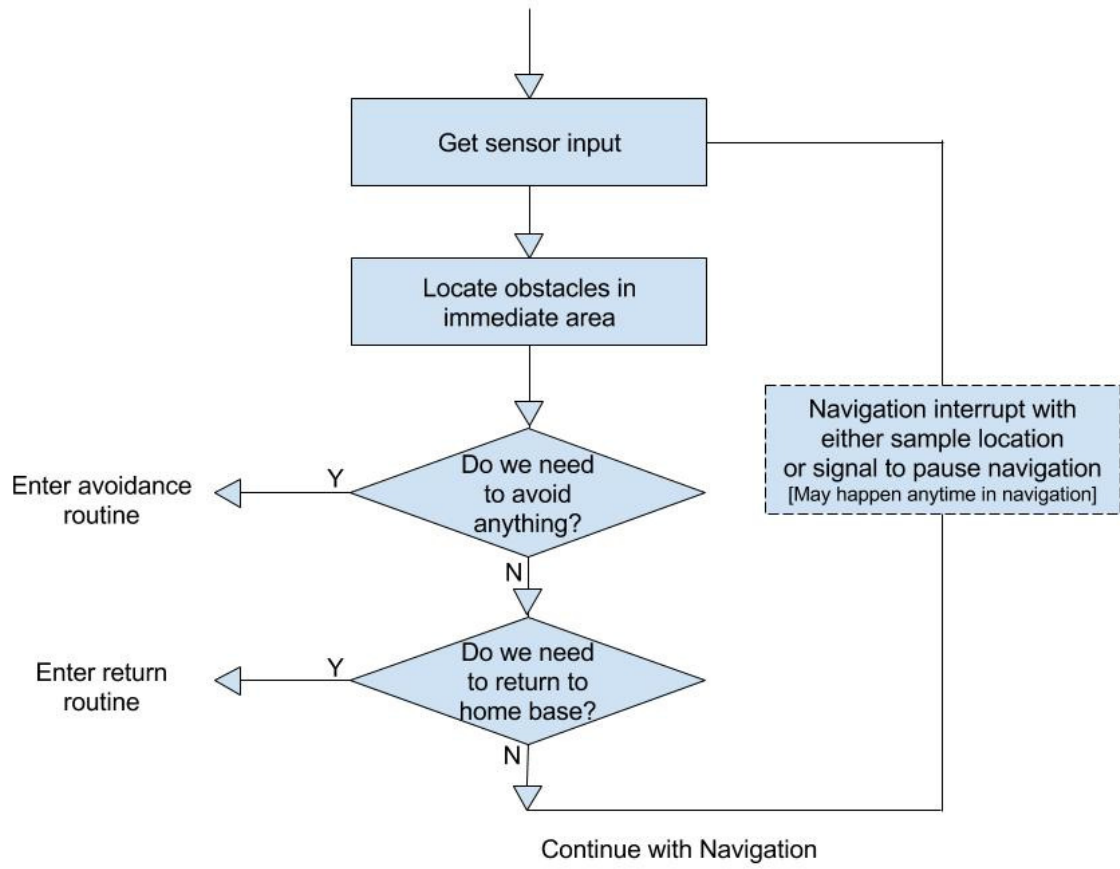 Get sensor input
Locate obstacles in
immediate area
Navigation interrupt with
either sample location
or signal to pause navigation
[May happen anytime in navigation]
Do we need
to avoid
anything?
Y
Enter avoidance
routine
N
Do we need
to return to
home base?
Y
Enter return
routine
N
Continue with Navigation